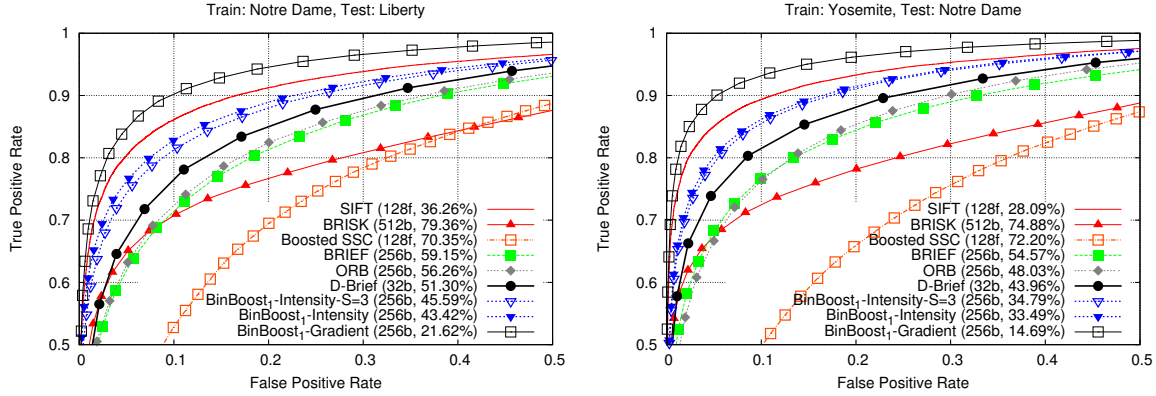 Train: Notre Dame, Test: Liberty
True Positive Rate
1
0.9
0.8
0.7
0.6
0.5
SIFT (128f, 36.26%)
BRISK (512b, 79.36%)
Boosted SSC (128f, 70.35%)
BRIEF (256b, 59.15%)
ORB (256b, 56.26%)
D-Brief (32b, 51.30%)
BinBoost₁-Intensity-S=3 (256b, 45.59%)
BinBoost₁-Intensity (256b, 43.42%)
BinBoost₁-Gradient (256b, 21.62%)
0 0.1 0.2 0.3 0.4 0.5
False Positive Rate
Train: Yosemite, Test: Notre Dame
True Positive Rate
1
0.9
0.8
0.7
0.6
0.5
SIFT (128f, 28.09%)
BRISK (512b, 74.88%)
Boosted SSC (128f, 72.20%)
BRIEF (256b, 54.57%)
ORB (256b, 48.03%)
D-Brief (32b, 43.96%)
BinBoost₁-Intensity-S=3 (256b, 34.79%)
BinBoost₁-Intensity (256b, 33.49%)
BinBoost₁-Gradient (256b, 14.69%)
0 0.1 0.2 0.3 0.4 0.5
False Positive Rate